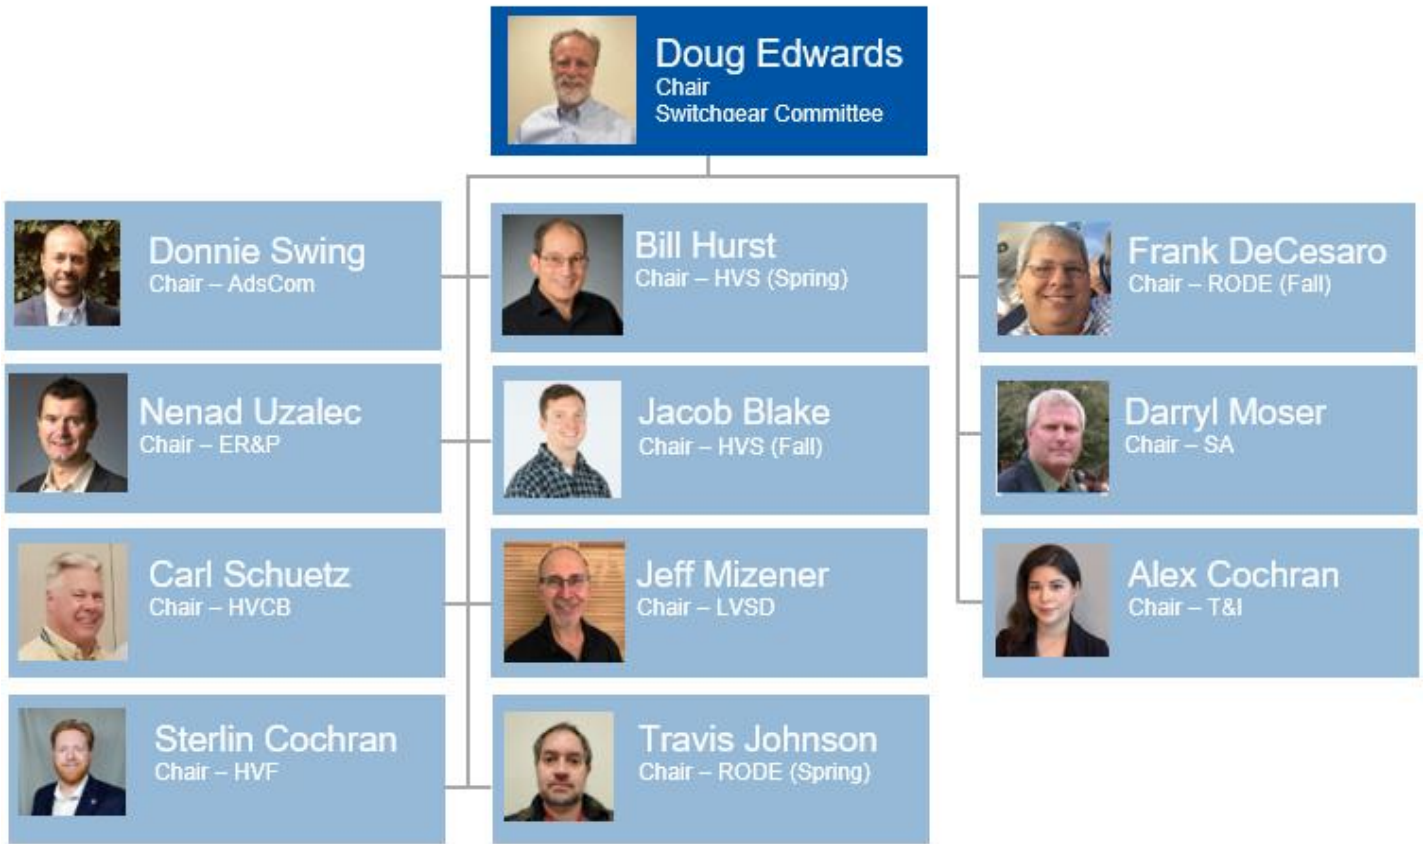 Doug Edwards
Chair
Switchgear Committee
Donnie Swing
Chair – AdsCom
Bill Hurst
Chair – HVS (Spring)
Frank DeCesaro
Chair – RODE (Fall)
Nenad Uzalec
Chair – ER&P
Jacob Blake
Chair – HVS (Fall)
Darryl Moser
Chair – SA
Carl Schuetz
Chair – HVCB
Jeff Mizener
Chair – LVSD
Alex Cochran
Chair – T&I
Sterlin Cochran
Chair – HVF
Travis Johnson
Chair – RODE (Spring)